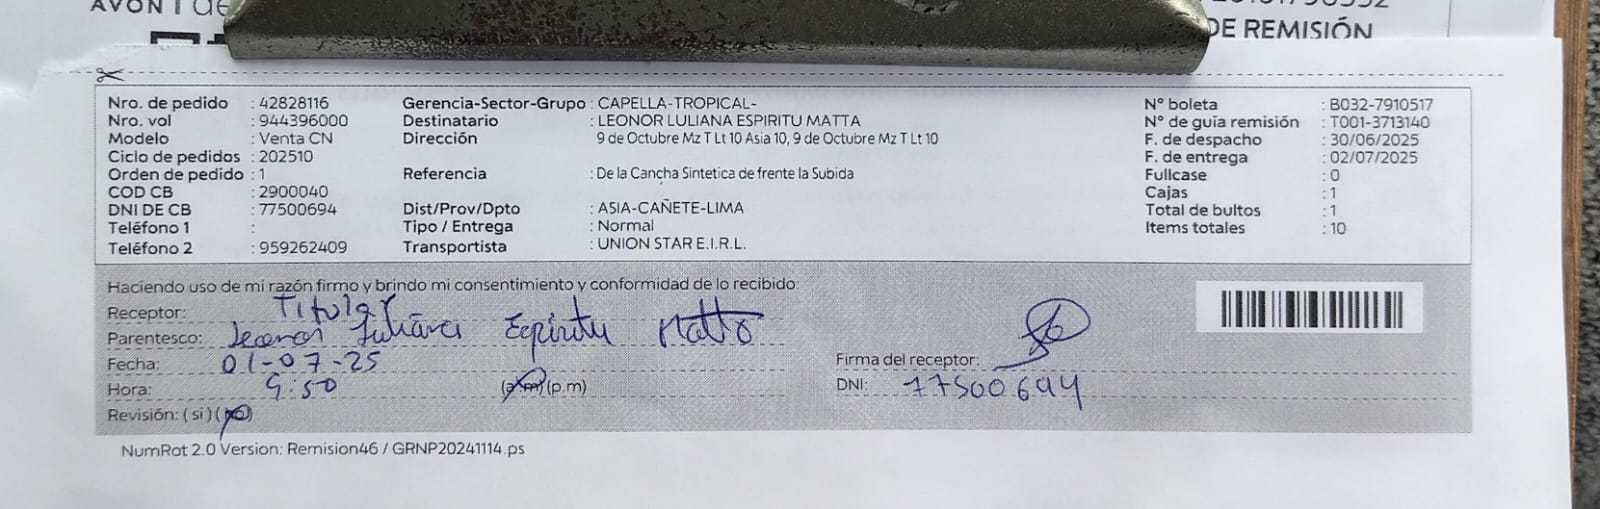 AVON | de
DE REMISIÓN
Nro. de pedido : 42828116
Nro. vol : 944396000
Modelo : Venta CN
Ciclo de pedidos : 202510
Orden de pedido : 1
COD CB : 2900040
DNI DE CB : 77500694
Teléfono 1 :
Teléfono 2 : 959262409
Gerencia-Sector-Grupo : CAPELLA-TROPICAL-
Destinatario : LEONOR LULIANA ESPIRITU MATTA
Dirección 9 de Octubre Mz T Lt 10 Asia 10, 9 de Octubre Mz T Lt 10
Referencia : De la Cancha Sintetica de frente la Subida
Dist/Prov/Dpto : ASIA-CAÑETE-LIMA
Tipo / Entrega : Normal
Transportista : UNION STAR E.I.R.L.
N° boleta : B032-7910517
N° de guía remisión : T001-3713140
F. de despacho : 30/06/2025
F. de entrega : 02/07/2025
Fullcase : 0
Cajas : 1
Total de bultos : 1
Items totales : 10
Haciendo uso de mi razón firmo y brindo mi consentimiento y conformidad de lo recibido:
Receptor: Titular
Parentesco: Leonor Luliana Espiritu Matta
Fecha: 01-07-25
Hora: 9:50 (a.m)(p.m)
Revisión: (si)(no)
Firma del receptor:
DNI: 77500694
NumRot 2.0 Version: Remision46 / GRNP20241114.ps